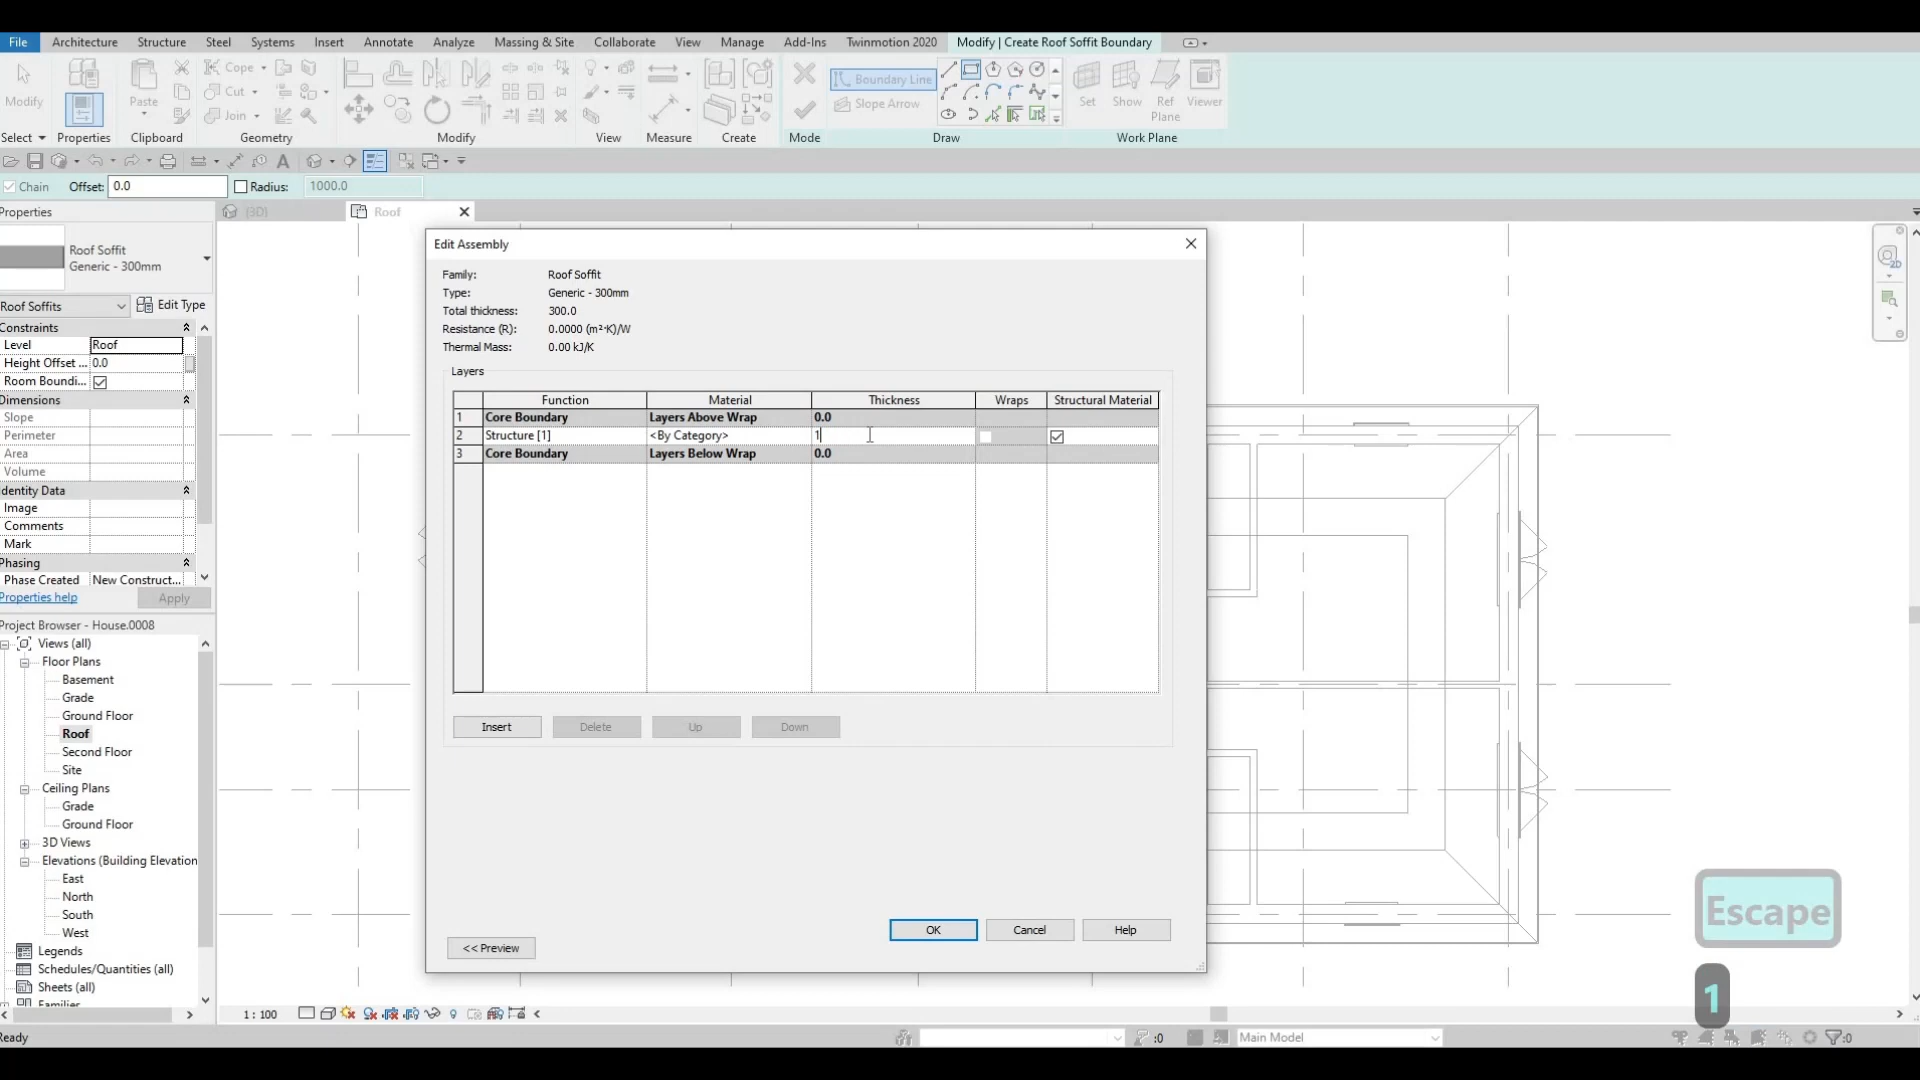 File Architecture Structure Steel Systems Insert Annotate Analyze Massing & Site Collaborate View Manage Add-Ins Twinmotion 2020 Modify | Create Roof Soffit Boundary
Modify Paste Cope Cut Join Boundary Line Slope Arrow Set Show Ref Plane Viewer
Select Properties Clipboard Geometry Modify View Measure Create Mode Draw Work Plane
Chain Offset: 0.0 Radius: 1000.0
Properties {3D} Roof
Roof Soffit
Generic - 300mm
Roof Soffits Edit Type
Constraints
Level Roof
Height Offset ... 0.0
Room Boundi...
Dimensions
Slope
Perimeter
Area
Volume
Identity Data
Image
Comments
Mark
Phasing
Phase Created New Construct...
Properties help Apply
Project Browser - House.0008
Views (all)
Floor Plans
Basement
Grade
Ground Floor
Roof
Second Floor
Site
Ceiling Plans
Grade
Ground Floor
3D Views
Elevations (Building Elevation
East
North
South
West
Legends
Schedules/Quantities (all)
Sheets (all)
Families
Edit Assembly
Family: Roof Soffit
Type: Generic - 300mm
Total thickness: 300.0
Resistance (R): 0.0000 (m²·K)/W
Thermal Mass: 0.00 kJ/K
Layers
Function Material Thickness Wraps Structural Material
1 Core Boundary Layers Above Wrap 0.0
2 Structure [1] <By Category> 1
3 Core Boundary Layers Below Wrap 0.0
Insert Delete Up Down
OK Cancel Help
<< Preview
2D
Escape
1
1 : 100
Ready :0 Main Model :0